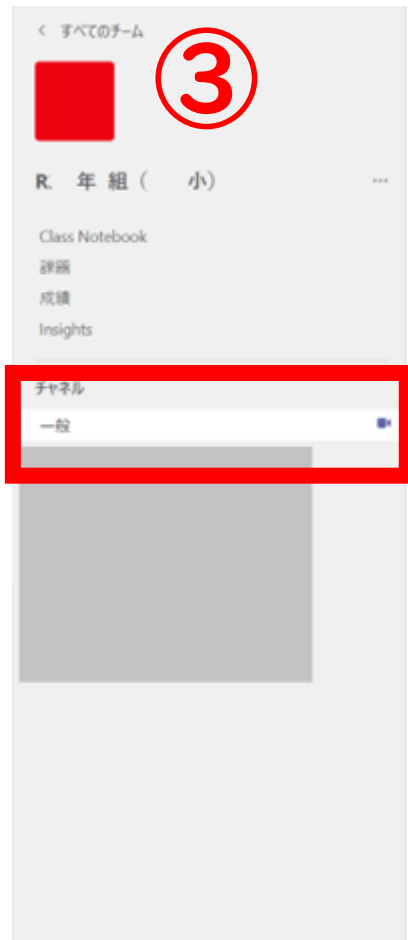 < すべてのチーム
③
R. 年 組（ 小） ...
Class Notebook
課題
成績
Insights
チャネル
一般